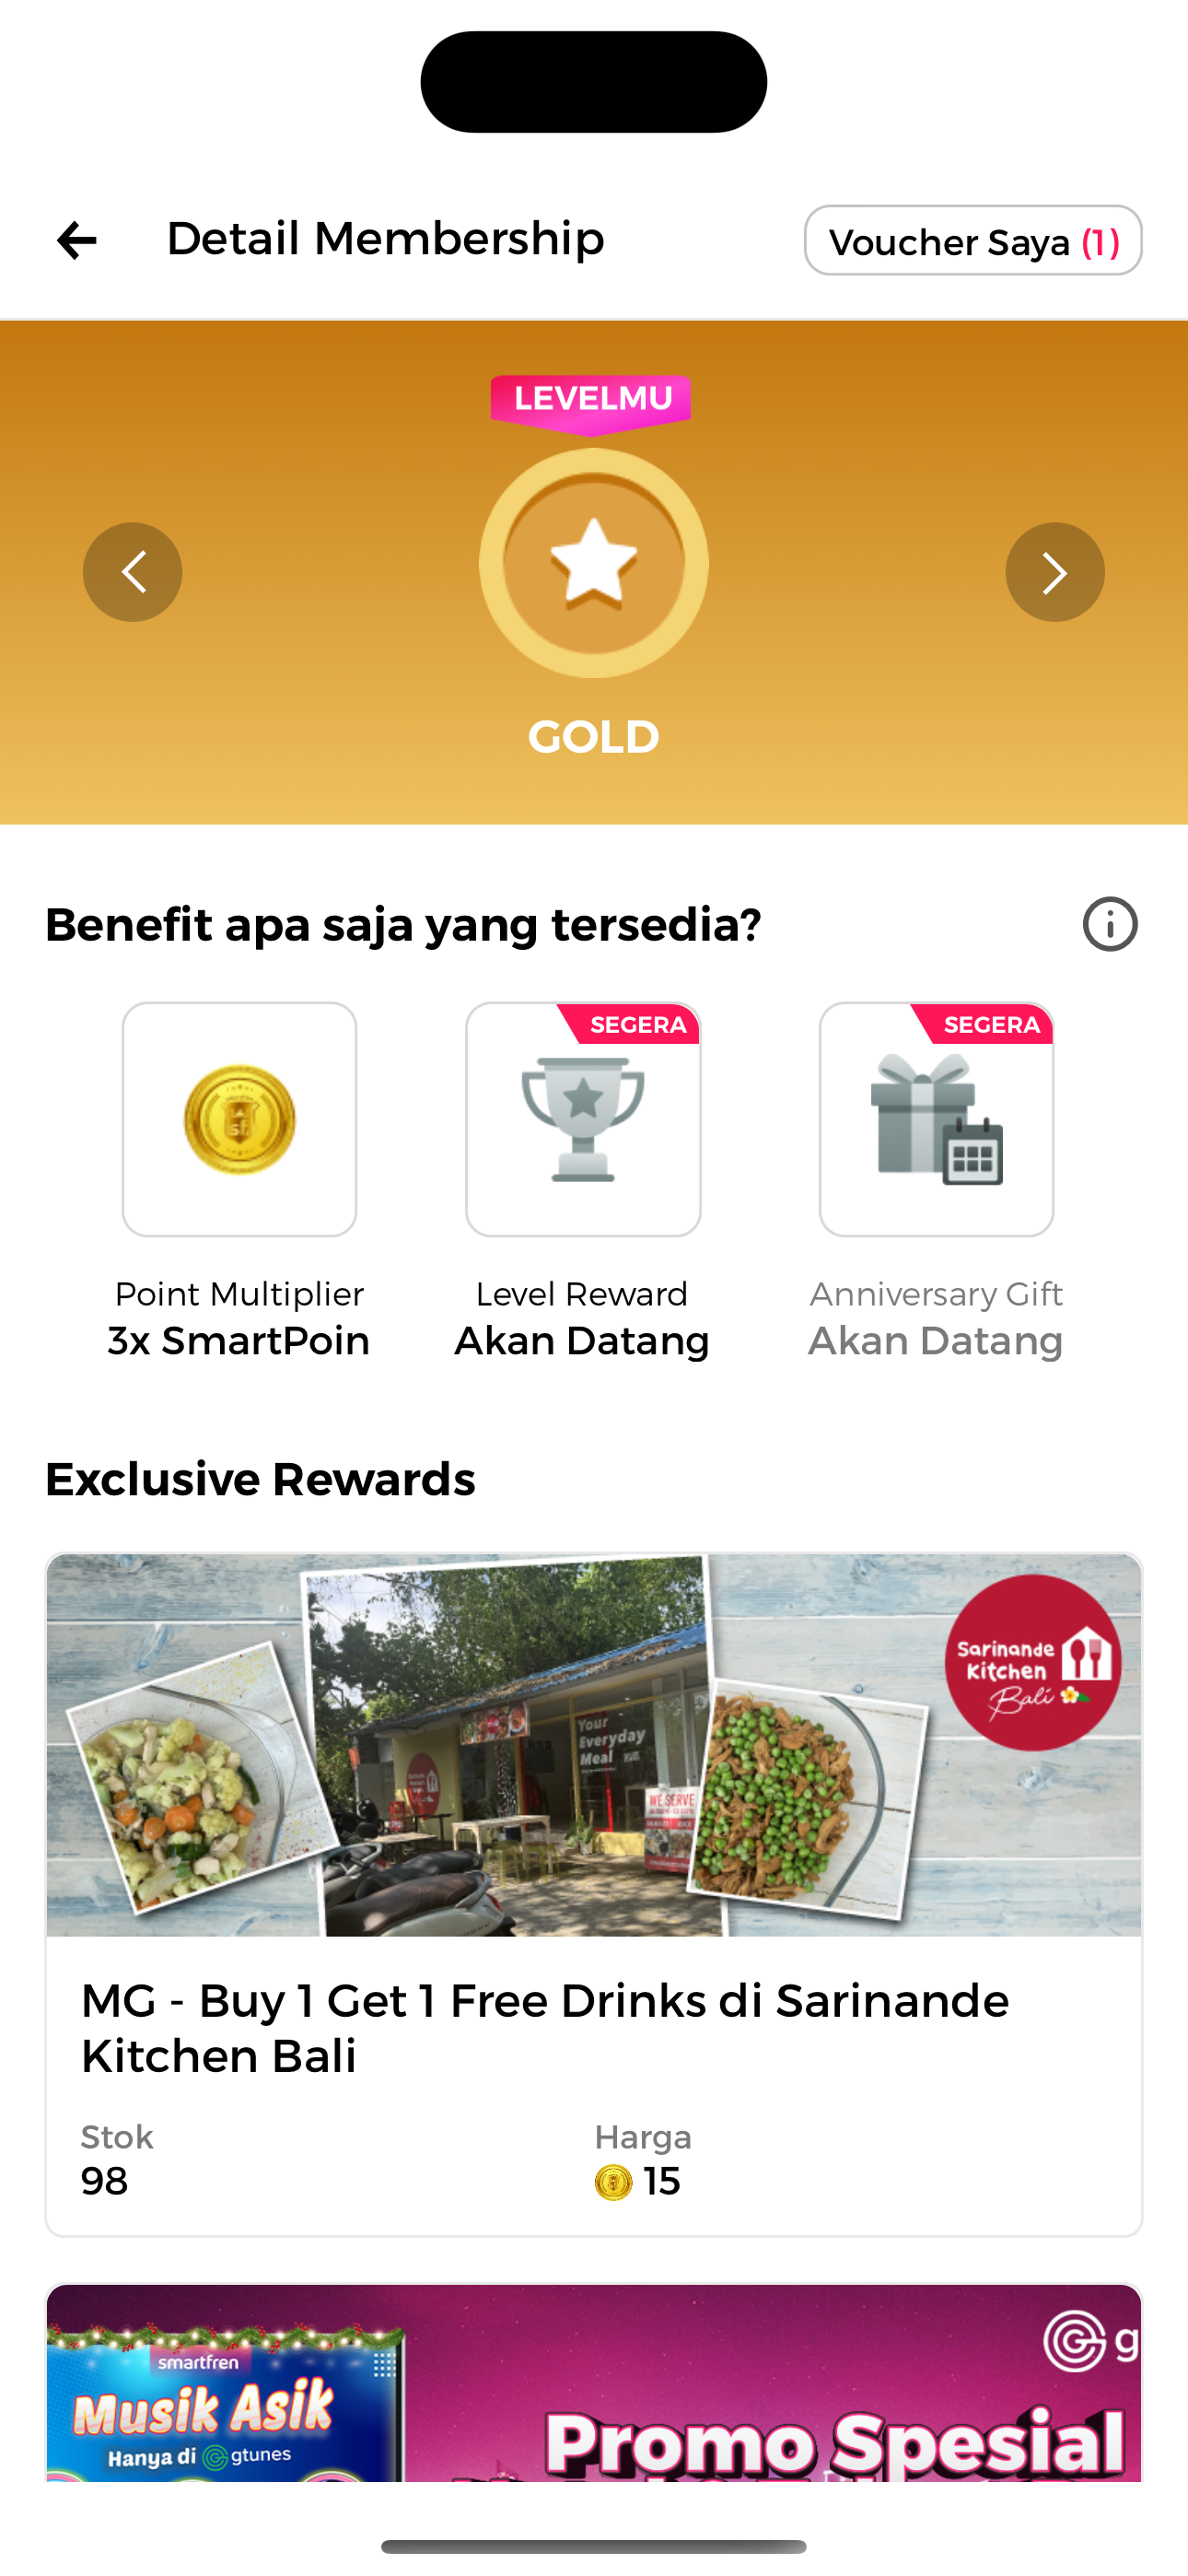 Detail Membership
Voucher Saya (1)
LEVELMU
GOLD
Benefit apa saja yang tersedia?
SEGERA
SEGERA
Point Multiplier
3x SmartPoin
Level Reward
Akan Datang
Anniversary Gift
Akan Datang
Exclusive Rewards
Sarinande
Kitchen
Bali
Your
Everyday
Meal
WE SERVE
MG - Buy 1 Get 1 Free Drinks di Sarinande
Kitchen Bali
Stok
98
Harga
15
smartfren
Musik Asik
Hanya di gtunes
g
Promo Spesial